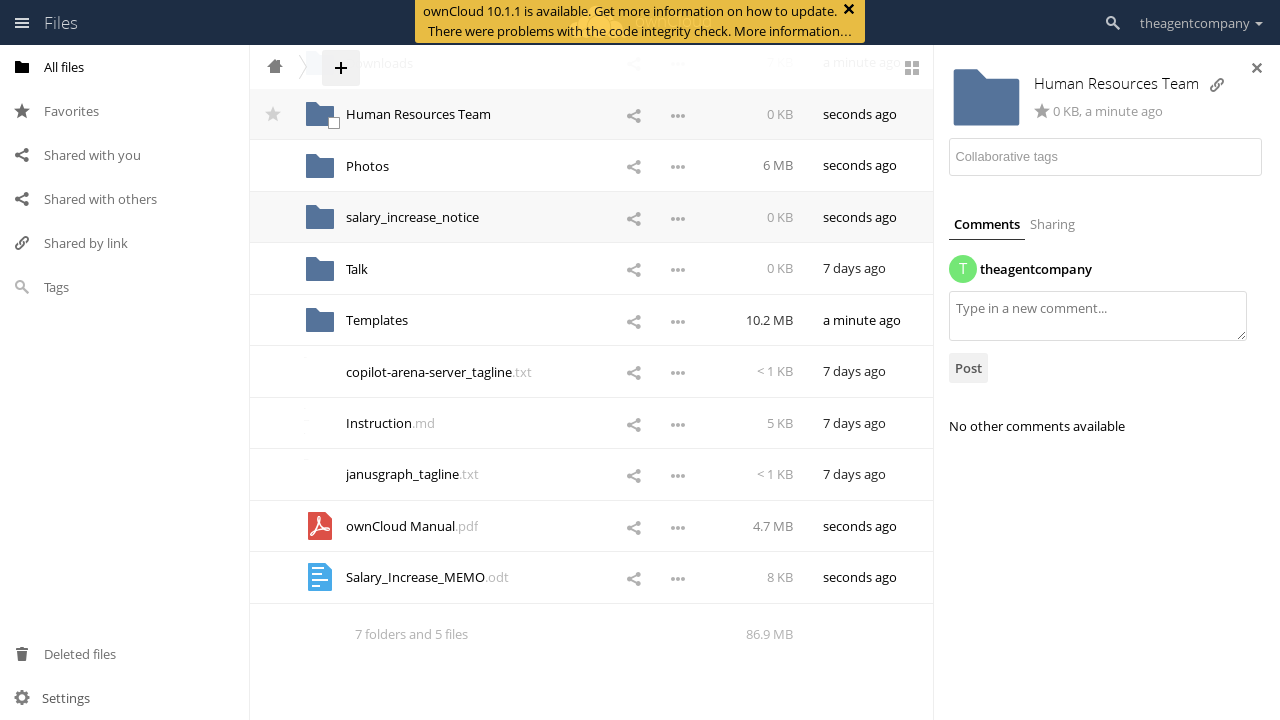 Files
ownCloud 10.1.1 is available. Get more information on how to update.
There were problems with the code integrity check. More information…
theagentcompany
All files
Favorites
Shared with you
Shared with others
Shared by link
Tags
Deleted files
Settings
a minute ago
Human Resources Team 0 KB seconds ago
Photos 6 MB seconds ago
salary_increase_notice 0 KB seconds ago
Talk 0 KB 7 days ago
Templates 10.2 MB a minute ago
copilot-arena-server_tagline.txt < 1 KB 7 days ago
Instruction.md 5 KB 7 days ago
janusgraph_tagline.txt < 1 KB 7 days ago
ownCloud Manual.pdf 4.7 MB seconds ago
Salary_Increase_MEMO.odt 8 KB seconds ago
7 folders and 5 files 86.9 MB
Human Resources Team
0 KB, a minute ago
Collaborative tags
Comments Sharing
T theagentcompany
Type in a new comment...
Post
No other comments available